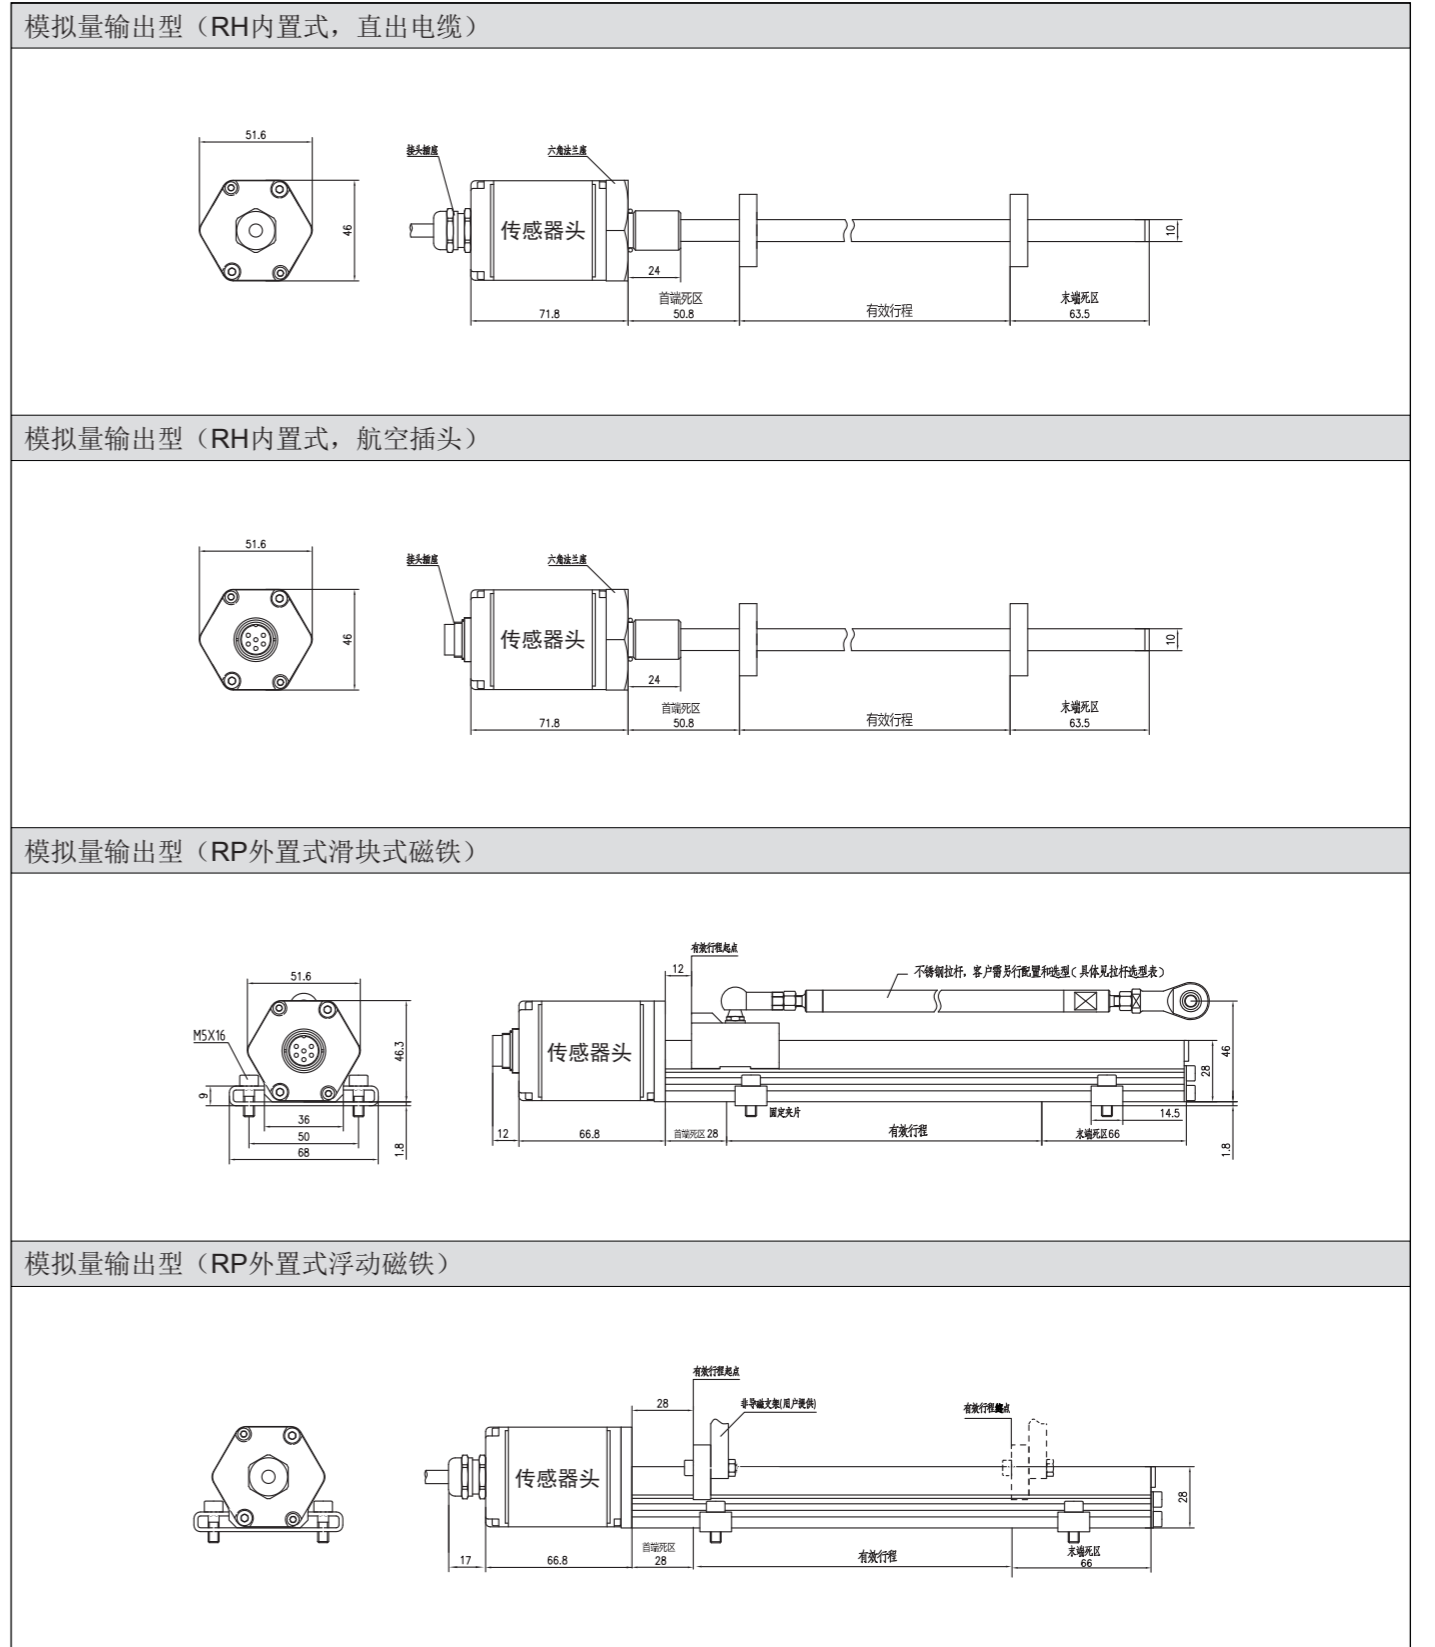 模拟量输出型（RH内置式，直出电缆）
51.6
46
接头插座
六角法兰座
传感器头
10
24
首端死区
末端死区
71.8
50.8
有效行程
63.5
模拟量输出型（RH内置式，航空插头）
51.6
46
接头插座
六角法兰座
传感器头
10
24
首端死区
末端死区
71.8
50.8
有效行程
63.5
模拟量输出型（RP外置式滑块式磁铁）
51.6
M5X16
46.3
9
36
50
68
1.8
有效行程起点
12
不锈钢拉杆，客户需另行配置和选型(具体见拉杆选型表)
传感器头
46
28
固定夹片
14.5
12
66.8
首端死区 28
有效行程
末端死区66
1.8
模拟量输出型（RP外置式浮动磁铁）
有效行程起点
28
非导磁支架(用户提供)
有效行程终点
传感器头
28
17
66.8
首端死区
28
有效行程
末端死区
66